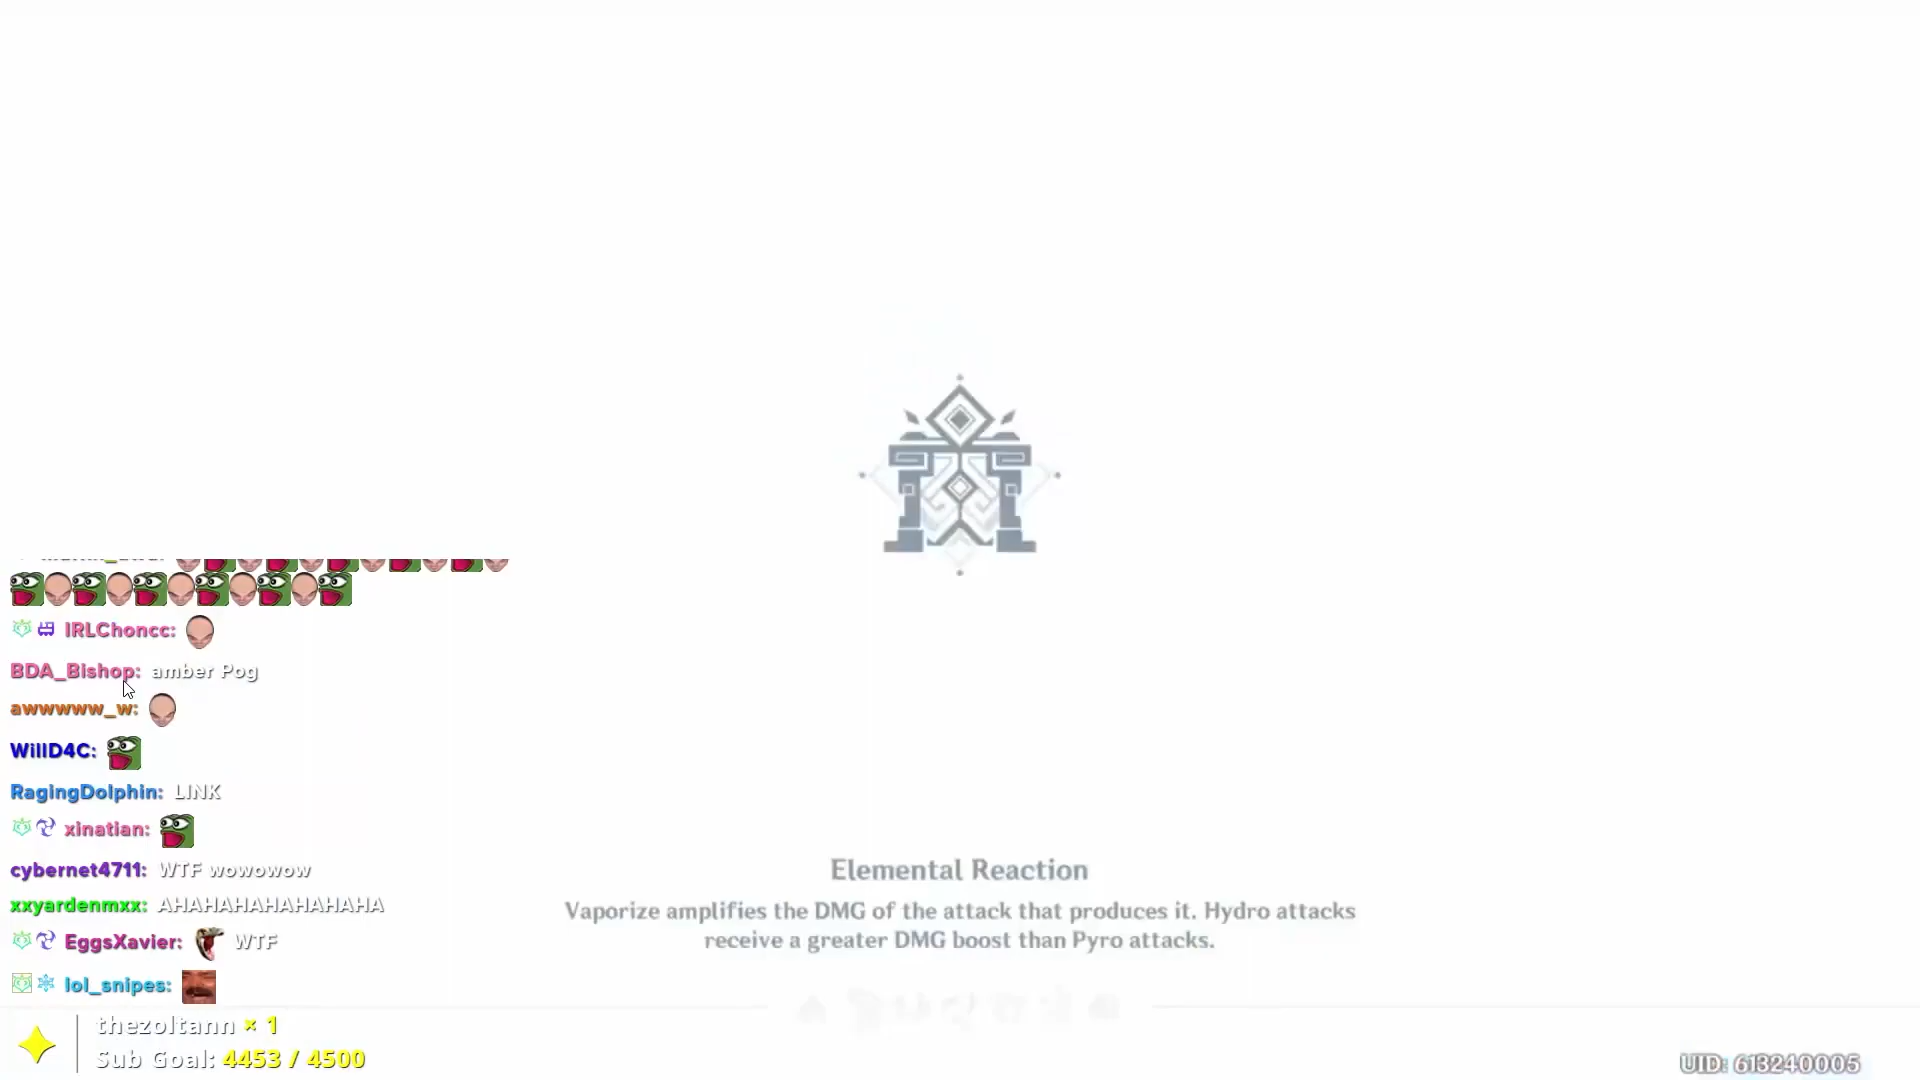 IRLChoncc:
BDA_Bishop: amber Pog
awwwww_w:
WillD4C:
RagingDolphin: LINK
xinatian:
cybernet4711: WTF wowowow
xxyardenmxx: AHAHAHAHAHAHAHA
EggsXavier: WTF
lol_snipes:
thezoltann × 1
Sub Goal: 4453 / 4500
Elemental Reaction
Vaporize amplifies the DMG of the attack that produces it. Hydro attacks
receive a greater DMG boost than Pyro attacks.
UID: 613240005